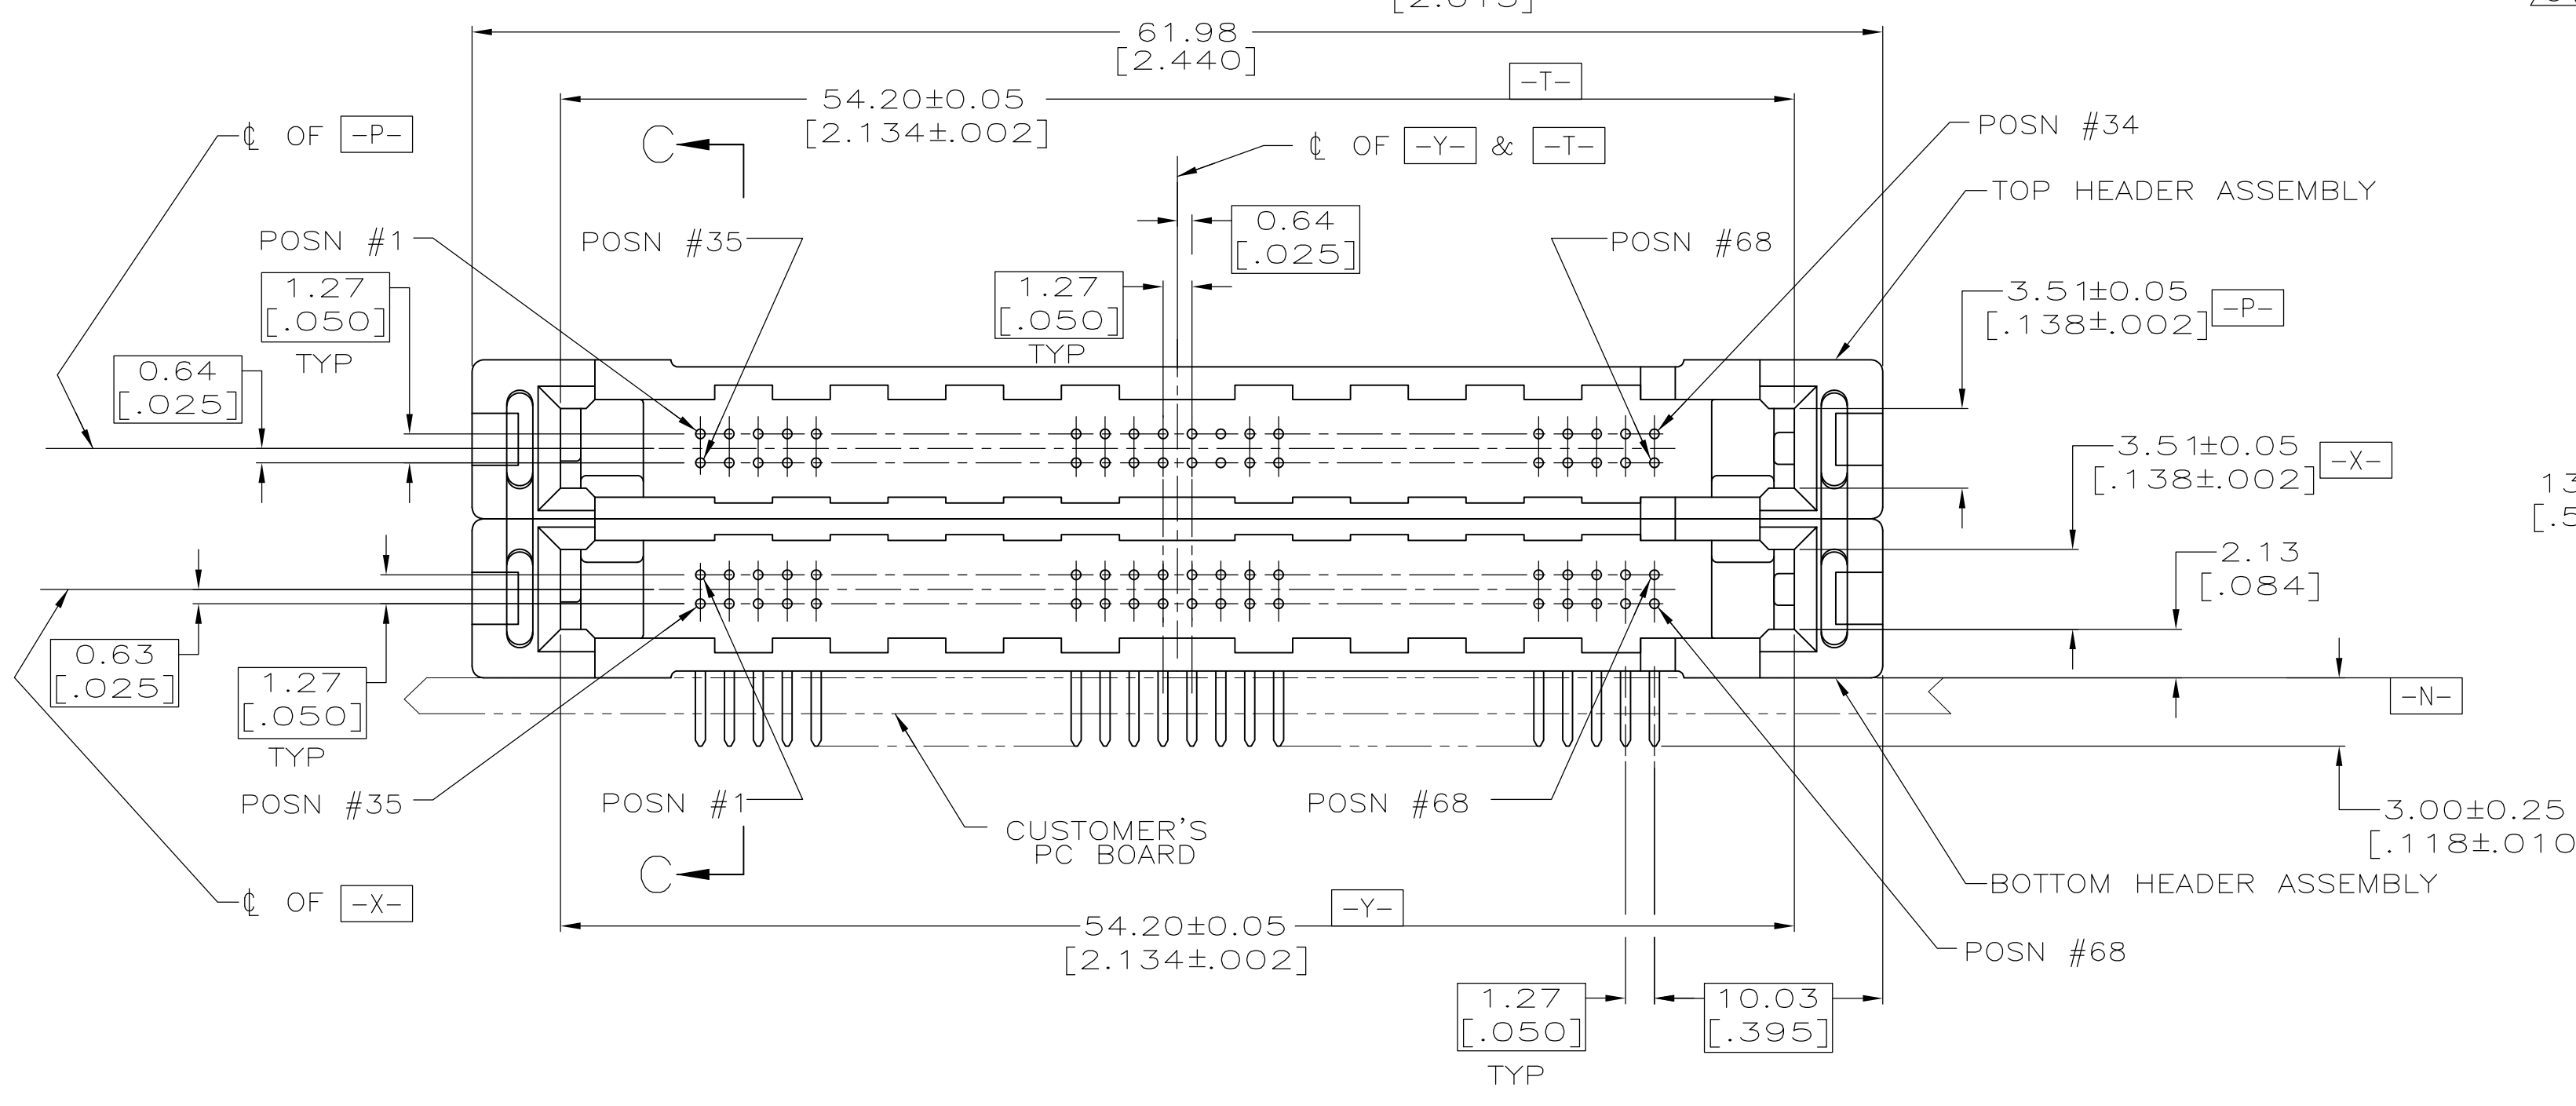 61.98
[2.440]
-T-
54.20±0.05
[2.134±.002]
℄ OF -P-
C
℄ OF -Y- & -T-
POSN #34
TOP HEADER ASSEMBLY
0.64
[.025]
POSN #1
POSN #35
POSN #68
1.27
[.050]
TYP
1.27
[.050]
TYP
3.51±0.05
[.138±.002]
-P-
0.64
[.025]
3.51±0.05
[.138±.002]
-X-
13
[.5
2.13
[.084]
0.63
[.025]
1.27
[.050]
TYP
-N-
POSN #35
POSN #1
POSN #68
CUSTOMER'S
PC BOARD
3.00±0.25
[.118±.010
C
BOTTOM HEADER ASSEMBLY
℄ OF -X-
-Y-
54.20±0.05
[2.134±.002]
POSN #68
1.27
[.050]
TYP
10.03
[.395]